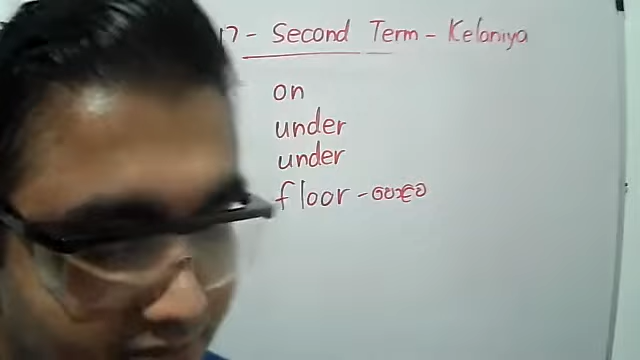 17 - Second Term - Kelaniya
on
under
under
floor -